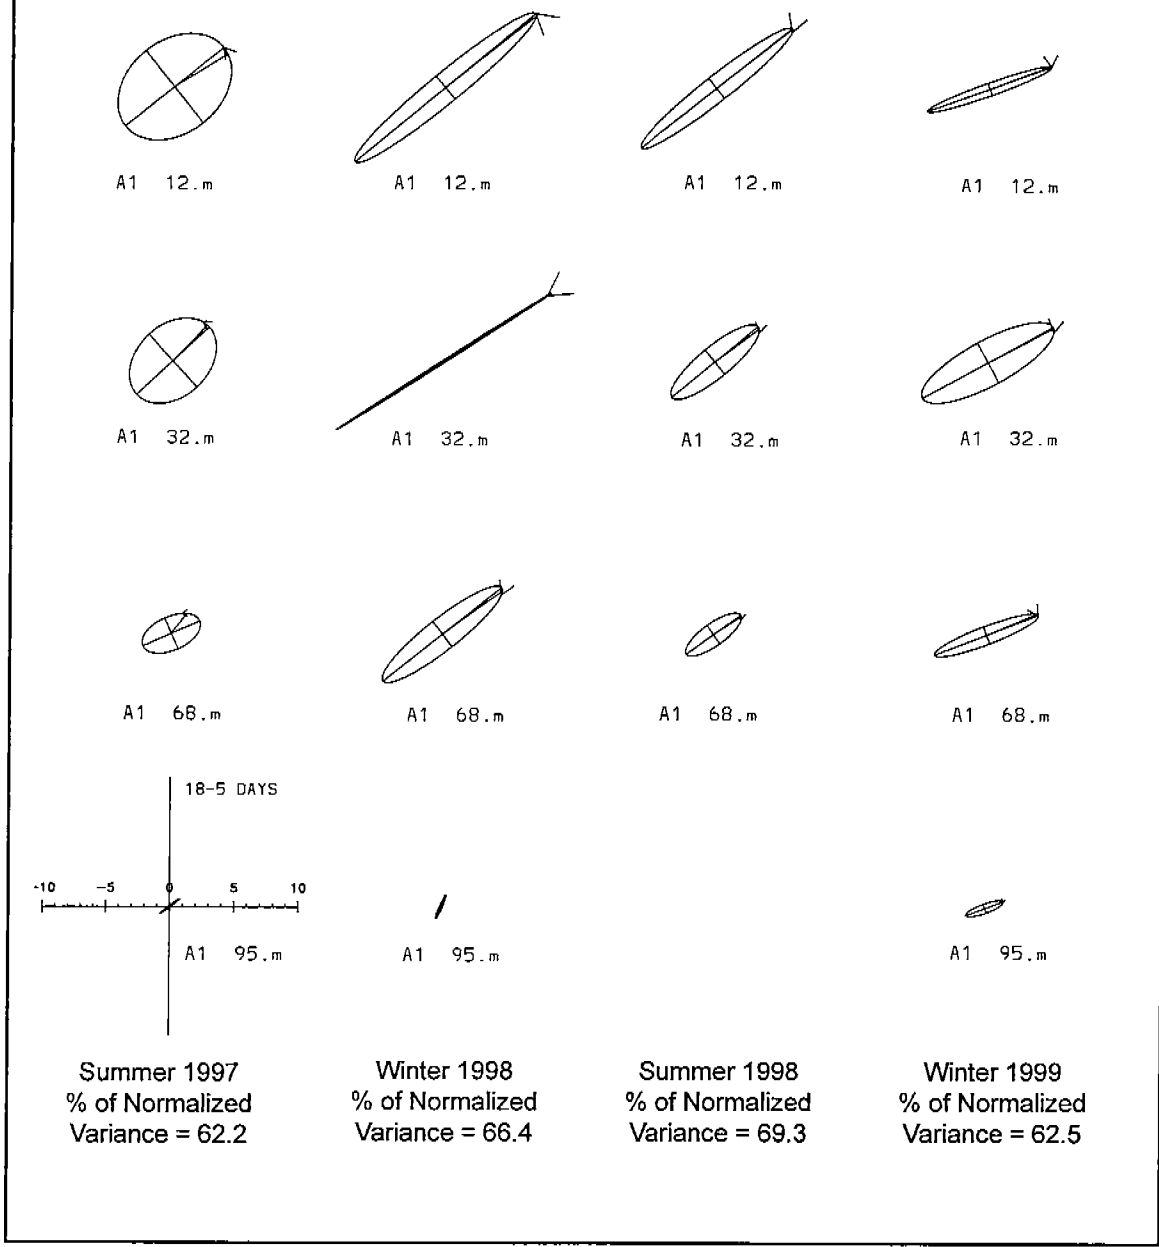 A1 12.m
A1 12.m
A1 12.m
A1 12.m
A1 32.m
A1 32.m
A1 32.m
A1 32.m
A1 68.m
A1 68.m
A1 68.m
A1 68.m
18-5 DAYS
-10 -5 0 5 10
A1 95.m
A1 95.m
A1 95.m
Summer 1997
% of Normalized
Variance = 62.2
Winter 1998
% of Normalized
Variance = 66.4
Summer 1998
% of Normalized
Variance = 69.3
Winter 1999
% of Normalized
Variance = 62.5